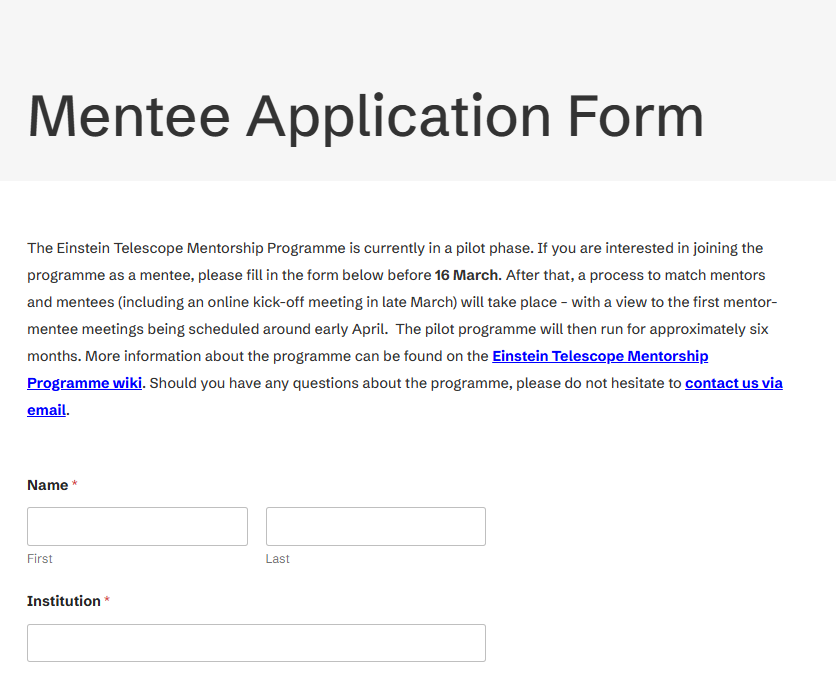 Mentee Application Form
The Einstein Telescope Mentorship Programme is currently in a pilot phase. If you are interested in joining the
programme as a mentee, please fill in the form below before 16 March. After that, a process to match mentors
and mentees (including an online kick-off meeting in late March) will take place – with a view to the first mentor-
mentee meetings being scheduled around early April.  The pilot programme will then run for approximately six
months. More information about the programme can be found on the Einstein Telescope Mentorship
Programme wiki. Should you have any questions about the programme, please do not hesitate to contact us via
email.
Name *
First
Last
Institution *